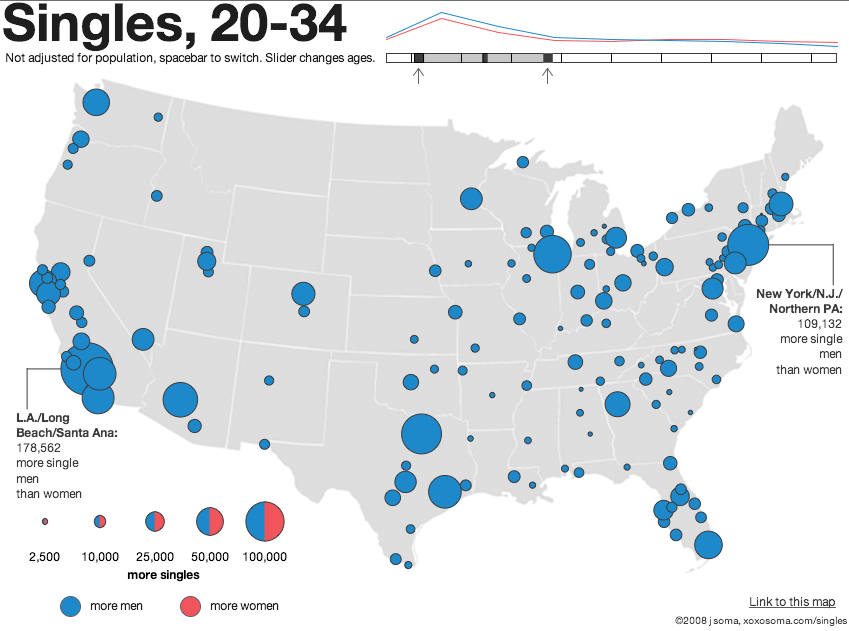 Singles, 20-34
Not adjusted for population, spacebar to switch. Slider changes ages.
New York/N.J./
Northern PA:
109,132
more single
men
than women
L.A./Long
Beach/Santa Ana:
178,562
more single
men
than women
2,500 10,000 25,000 50,000 100,000
more singles
more men more women
Link to this map
©2008 j soma, xoxosoma.com/singles